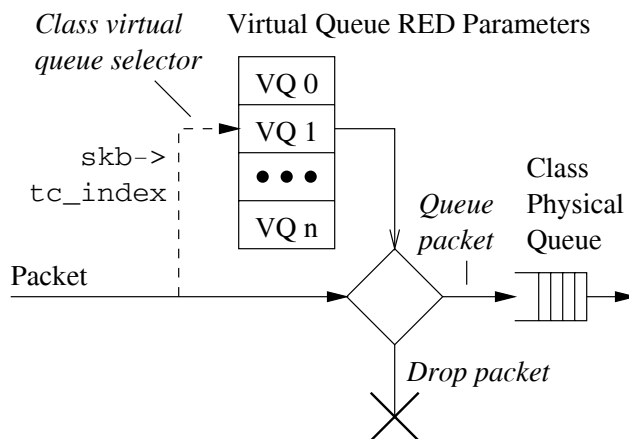 Class virtual
queue selector
Virtual Queue RED Parameters
VQ 0
VQ 1
VQ n
skb->
tc_index
Queue
packet
Class
Physical
Queue
Packet
Drop packet